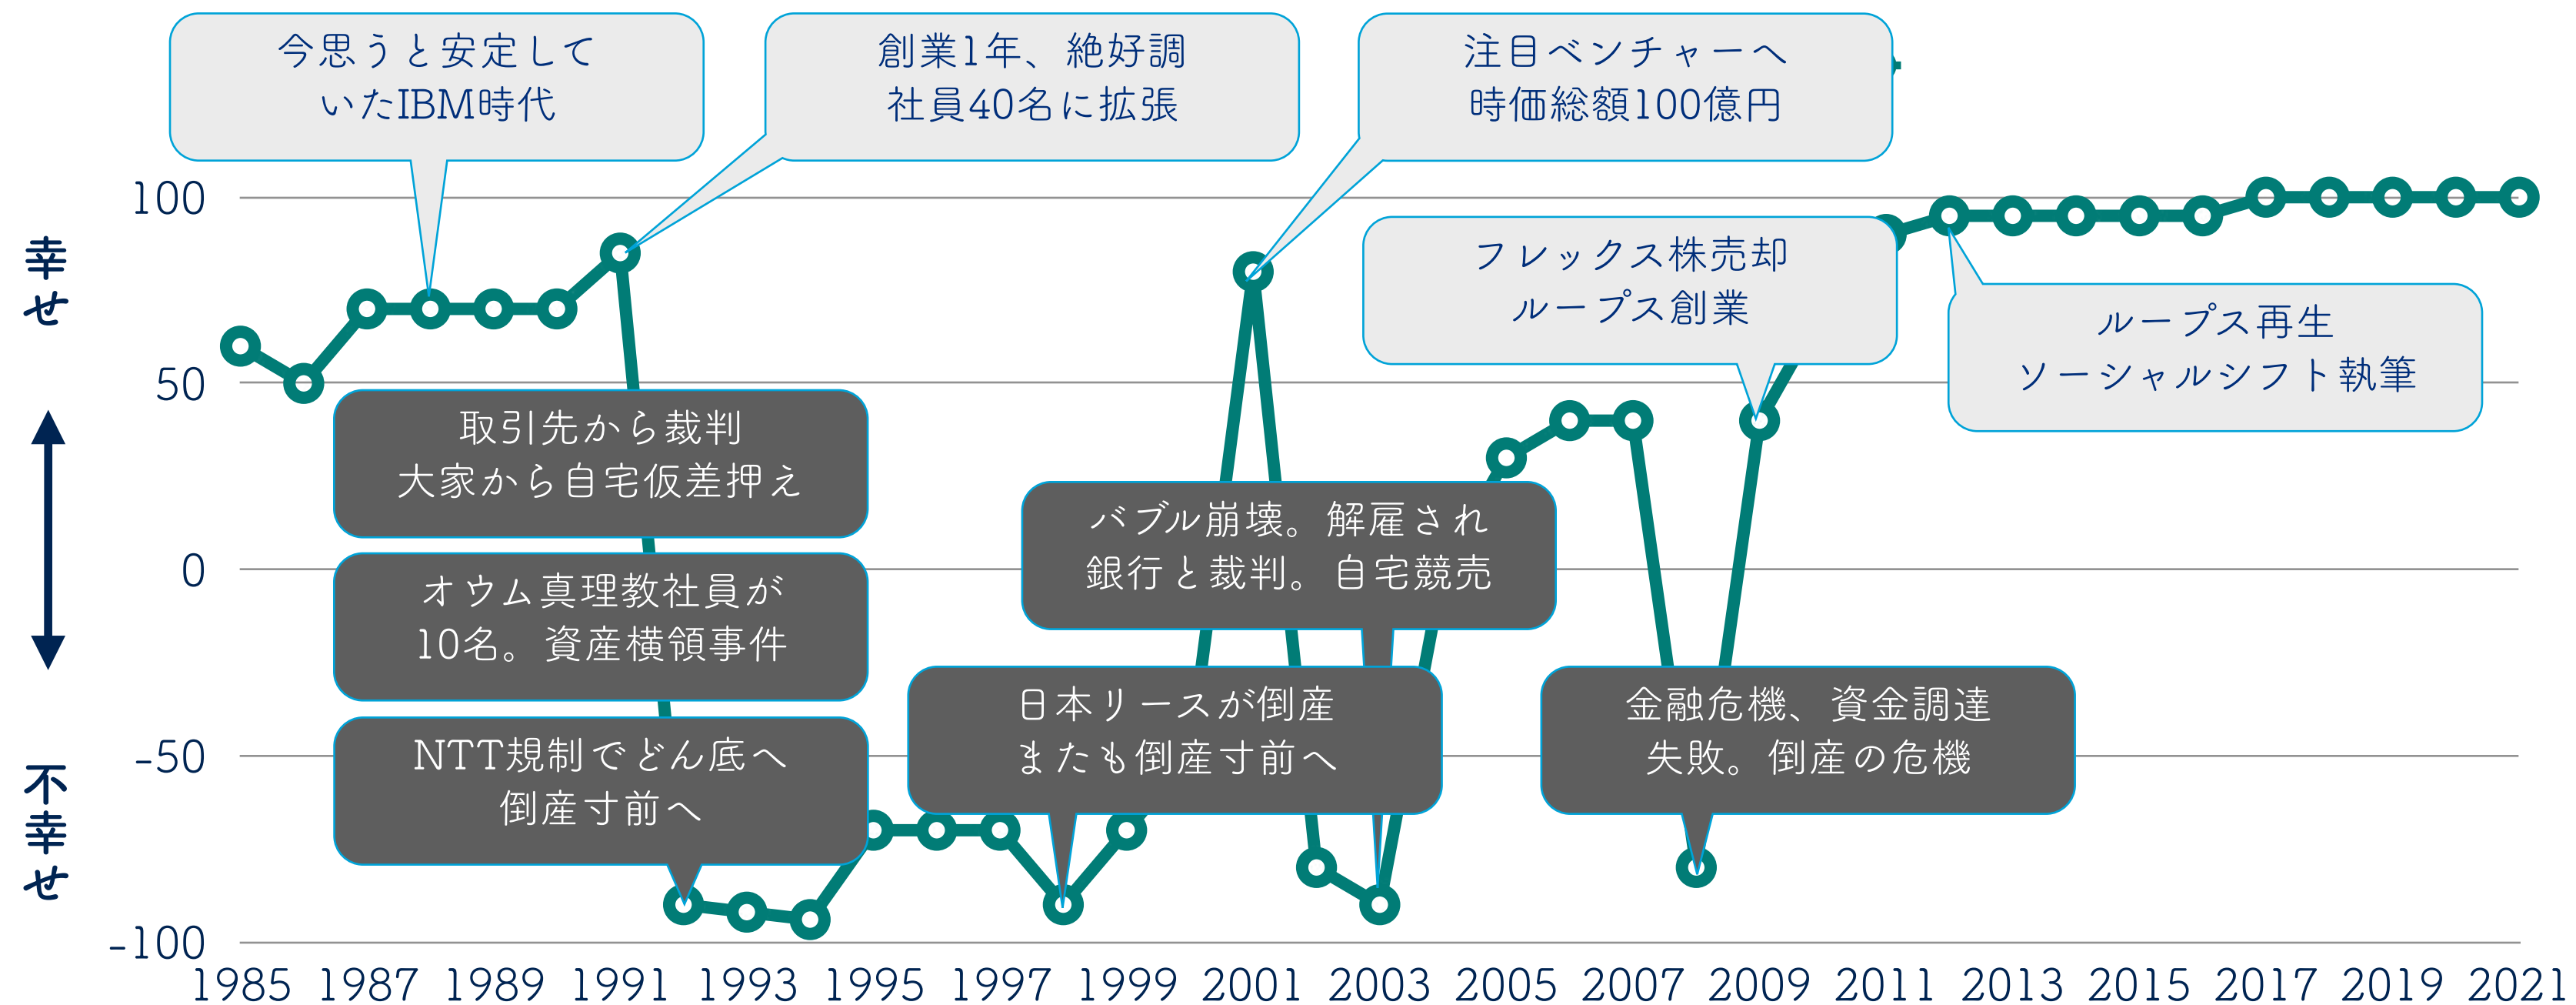 今思うと安定して
いたIBM時代
創業1年、絶好調
社員40名に拡張
注目ベンチャーへ
時価総額100億円
フレックス株売却
ループス創業
ループス再生
ソーシャルシフト執筆
取引先から裁判
大家から自宅仮差押え
オウム真理教社員が
10名。資産横領事件
NTT規制でどん底へ
倒産寸前へ
バブル崩壊。解雇され
銀行と裁判。自宅競売
日本リースが倒産
またも倒産寸前へ
金融危機、資金調達
失敗。倒産の危機
幸せ
不幸せ
100
50
0
-50
-100
1985 1987 1989 1991 1993 1995 1997 1999 2001 2003 2005 2007 2009 2011 2013 2015 2017 2019 2021